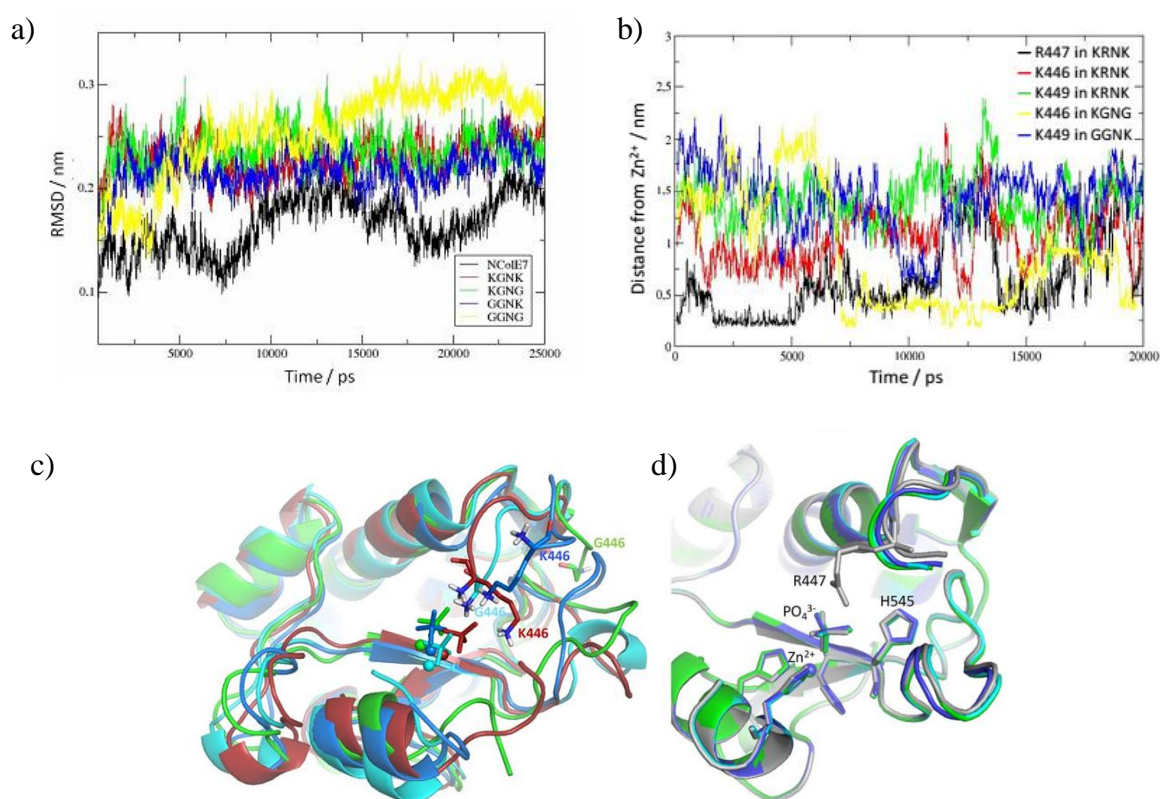 a)
RMSD / nm
0.3
0.2
0.1
NColE7
KGNK
KGNG
GGNK
GGNG
5000 10000 15000 20000 25000
Time / ps
b)
Distance from Zn²⁺ / nm
3
2.5
2
1.5
1
0.5
0
R447 in KRNK
K446 in KRNK
K449 in KRNK
K446 in KGNG
K449 in GGNK
0 5000 10000 15000 20000
Time / ps
c)
K446
G446
G446
K446
d)
R447
H545
PO₄³⁻
Zn²⁺